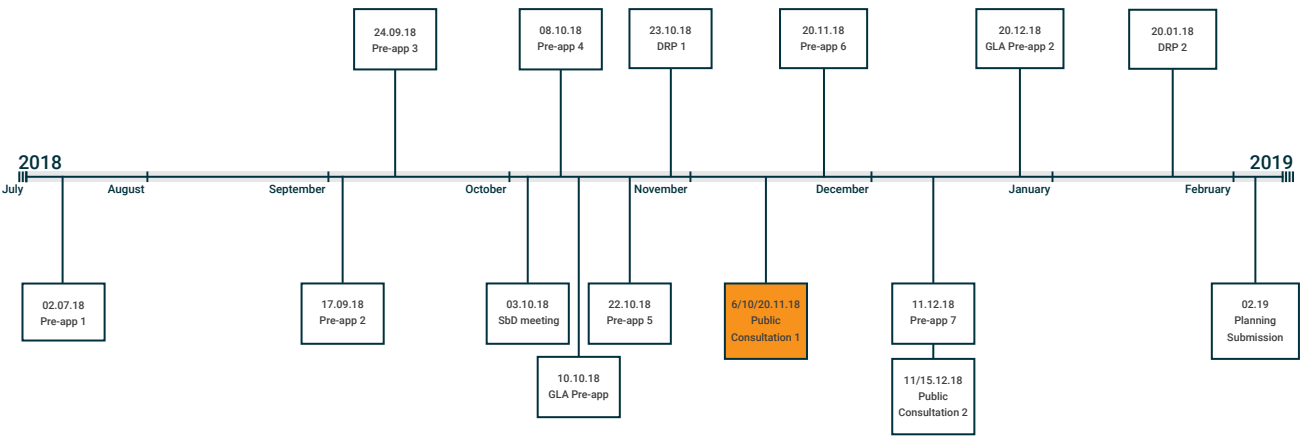 24.09.18
Pre-app 3
08.10.18
Pre-app 4
23.10.18
DRP 1
20.11.18
Pre-app 6
20.12.18
GLA Pre-app 2
20.01.18
DRP 2
2018
2019
July
August
September
October
November
December
January
February
02.07.18
Pre-app 1
17.09.18
Pre-app 2
03.10.18
SbD meeting
22.10.18
Pre-app 5
6/10/20.11.18
Public
Consultation 1
11.12.18
Pre-app 7
02.19
Planning
Submission
10.10.18
GLA Pre-app
11/15.12.18
Public
Consultation 2